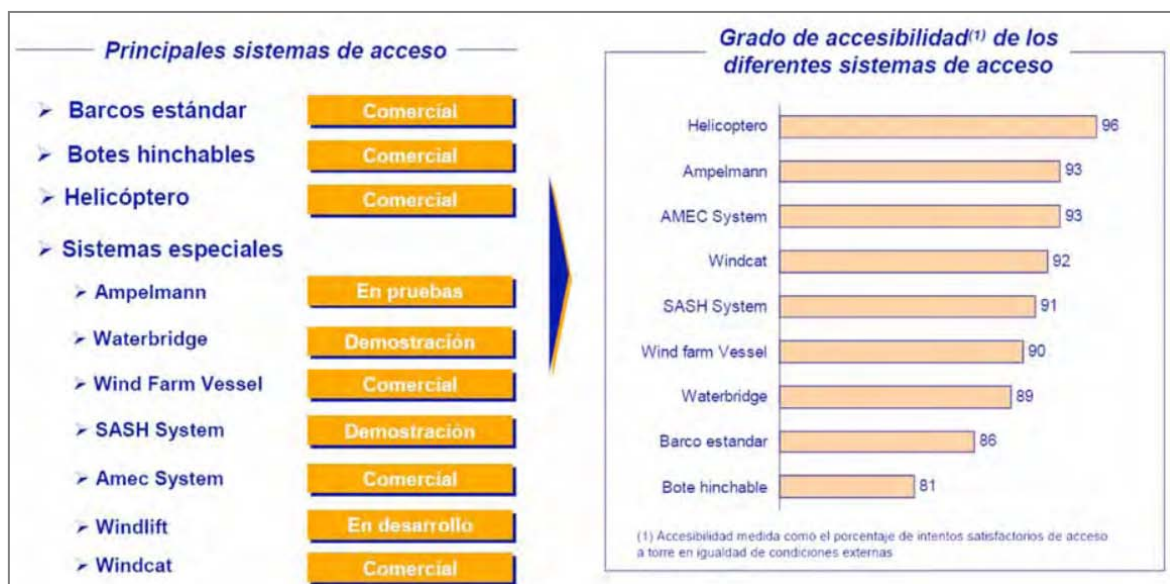 Principales sistemas de acceso
Barcos estándar Comercial
Botes hinchables Comercial
Helicóptero Comercial
Sistemas especiales
Ampelmann En pruebas
Waterbridge Demostración
Wind Farm Vessel Comercial
SASH System Demostración
Amec System Comercial
Windlift En desarrollo
Windcat Comercial
Grado de accesibilidad(1) de los
diferentes sistemas de acceso
Helicoptero 96
Ampelmann 93
AMEC System 93
Windcat 92
SASH System 91
Wind farm Vessel 90
Waterbridge 89
Barco estandar 86
Bote hinchable 81
(1) Accesibilidad medida como el porcentaje de intentos satisfactorios de acceso
a torre en igualdad de condiciones externas